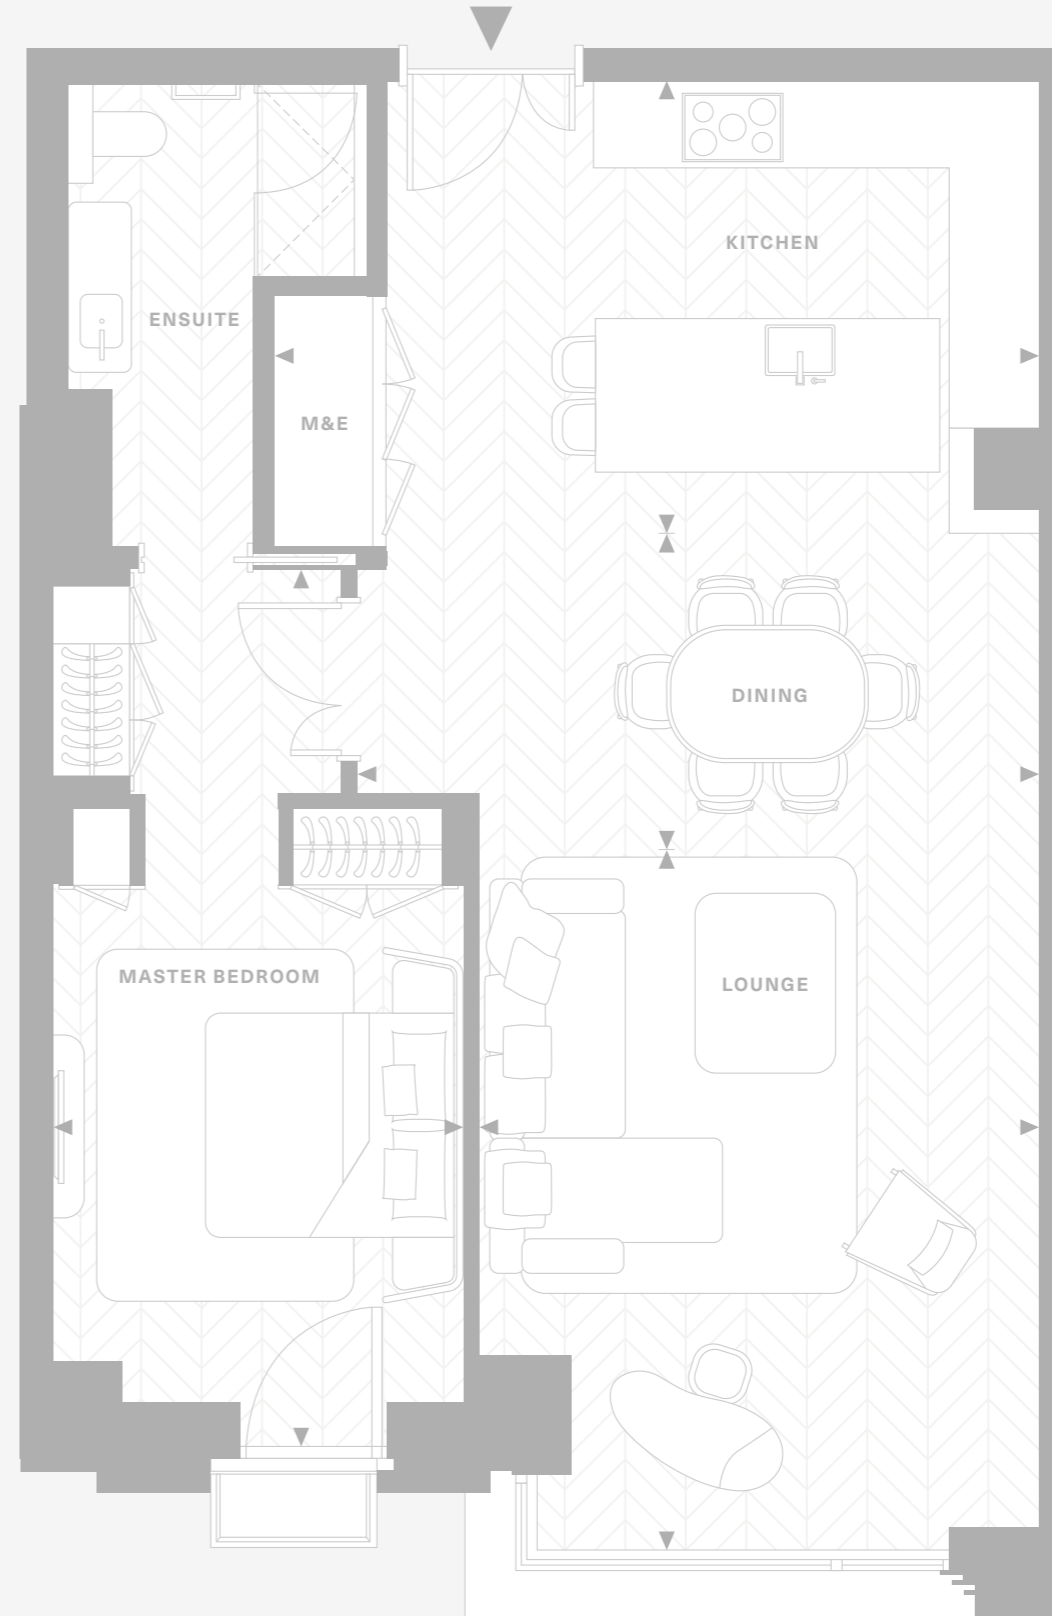 KITCHEN
ENSUITE
M&E
DINING
MASTER BEDROOM
LOUNGE